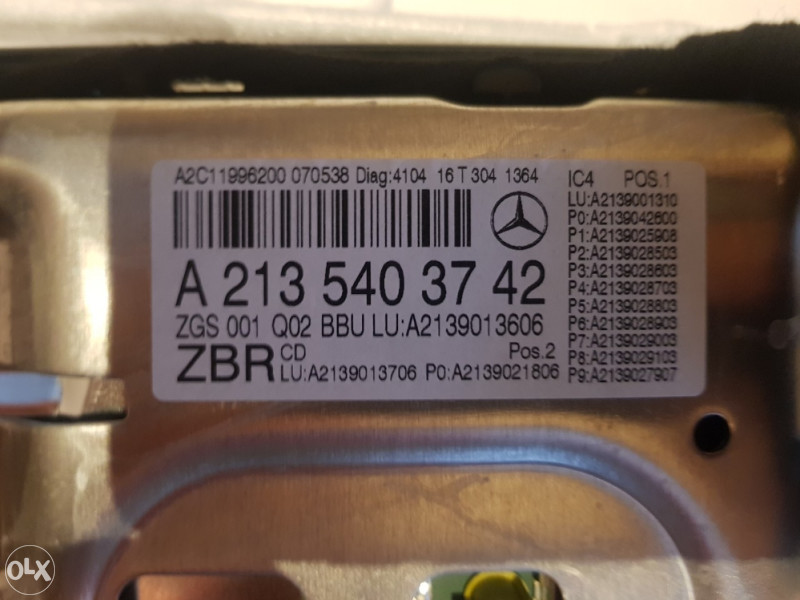 A2C11996200 070538 Diag:4104 16 T 304 1364
A 213 540 37 42
ZGS 001 Q02 BBU LU:A2139013606
ZBR CD Pos.2
LU:A2139013706 P0:A2139021806
IC4 POS.1
LU:A2139001310
P0:A2139042600
P1:A2139025908
P2:A2139028503
P3:A2139028603
P4:A2139028703
P5:A2139028803
P6:A2139028903
P7:A2139029003
P8:A2139029103
P9:A2139027907
OLX